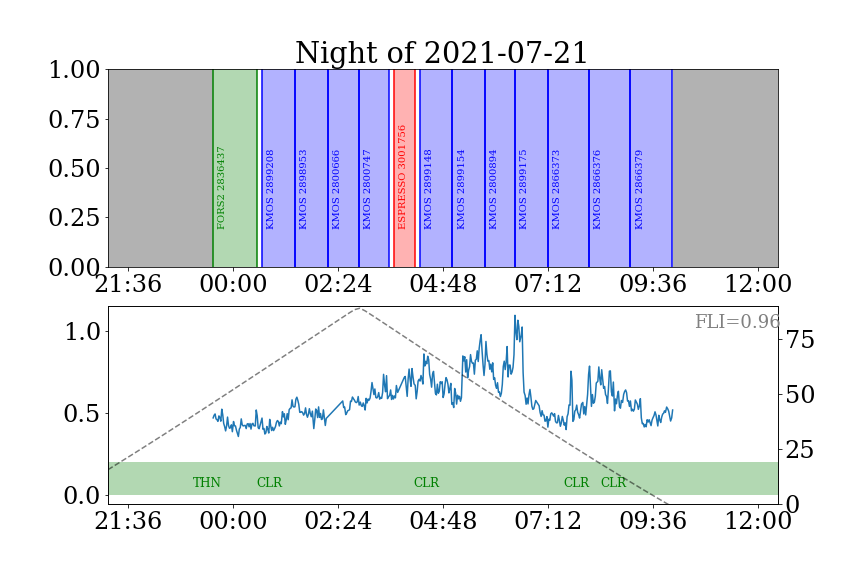 Night of 2021-07-21
1.00
0.75
0.50
0.25
0.00
FORS2 2836437
KMOS 2899208
KMOS 2898953
KMOS 2800666
KMOS 2800747
ESPRESSO 3001756
KMOS 2899148
KMOS 2899154
KMOS 2800894
KMOS 2899175
KMOS 2866373
KMOS 2866376
KMOS 2866379
21:36 00:00 02:24 04:48 07:12 09:36 12:00
FLI=0.96
1.0
0.5
0.0
75
50
25
0
THN CLR CLR CLR CLR
21:36 00:00 02:24 04:48 07:12 09:36 12:00